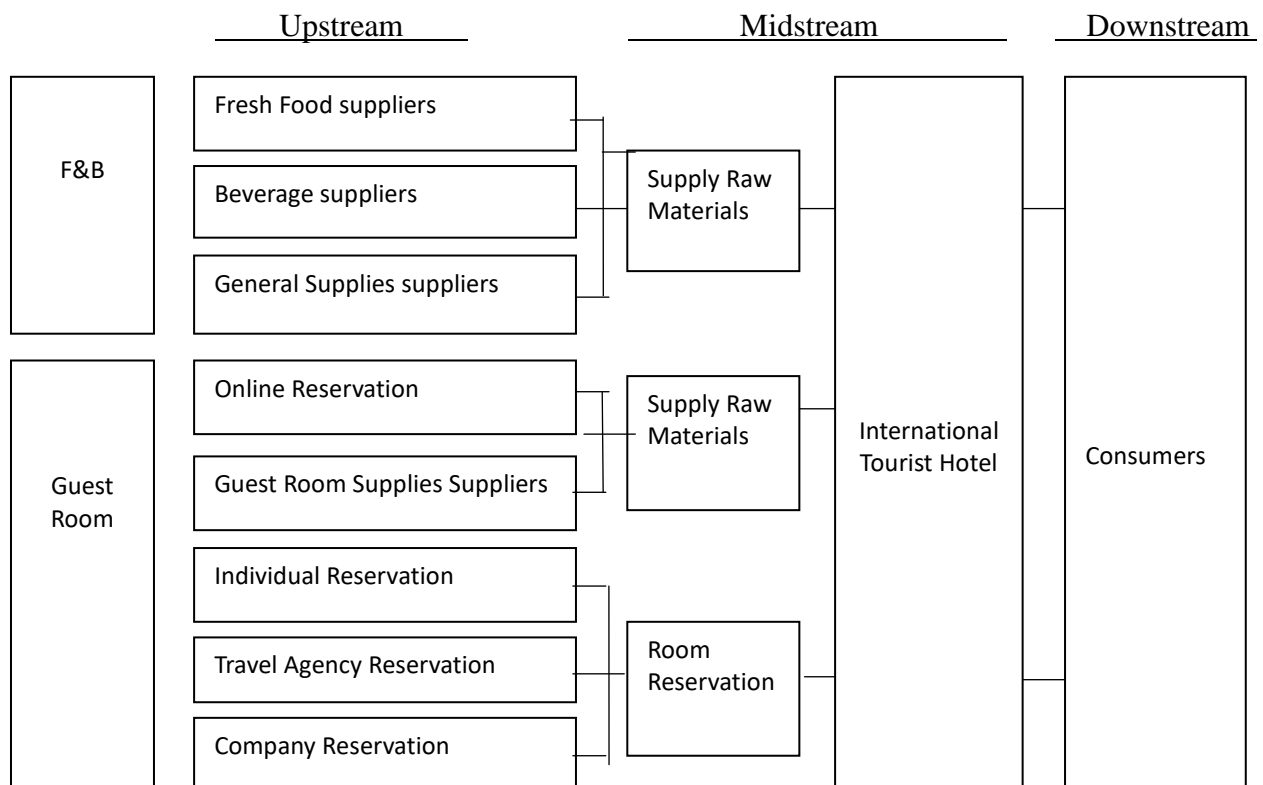 Upstream
Midstream
Downstream
F&B
Fresh Food suppliers
Beverage suppliers
General Supplies suppliers
Supply Raw
Materials
Guest
Room
Online Reservation
Guest Room Supplies Suppliers
Supply Raw
Materials
Individual Reservation
Travel Agency Reservation
Company Reservation
Room
Reservation
International
Tourist Hotel
Consumers